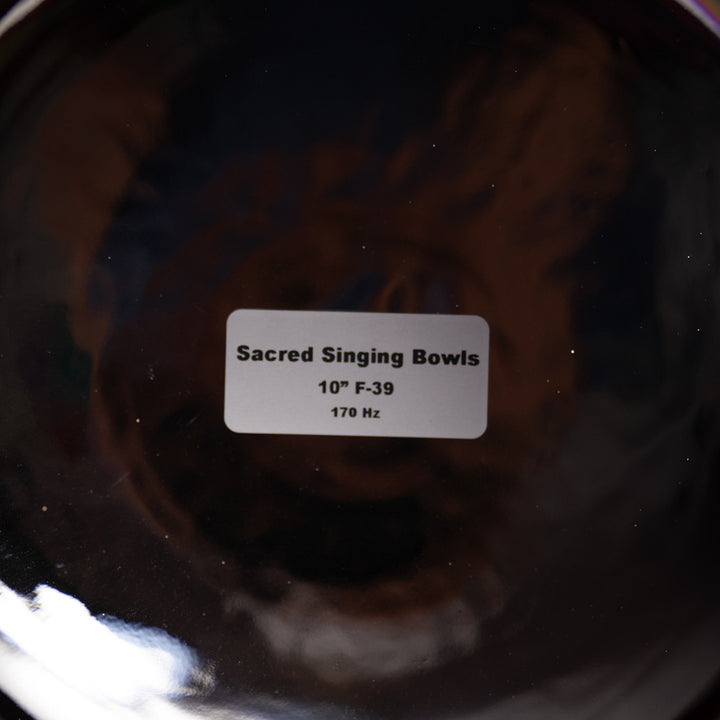 Sacred Singing Bowls
10” F-39
170 Hz